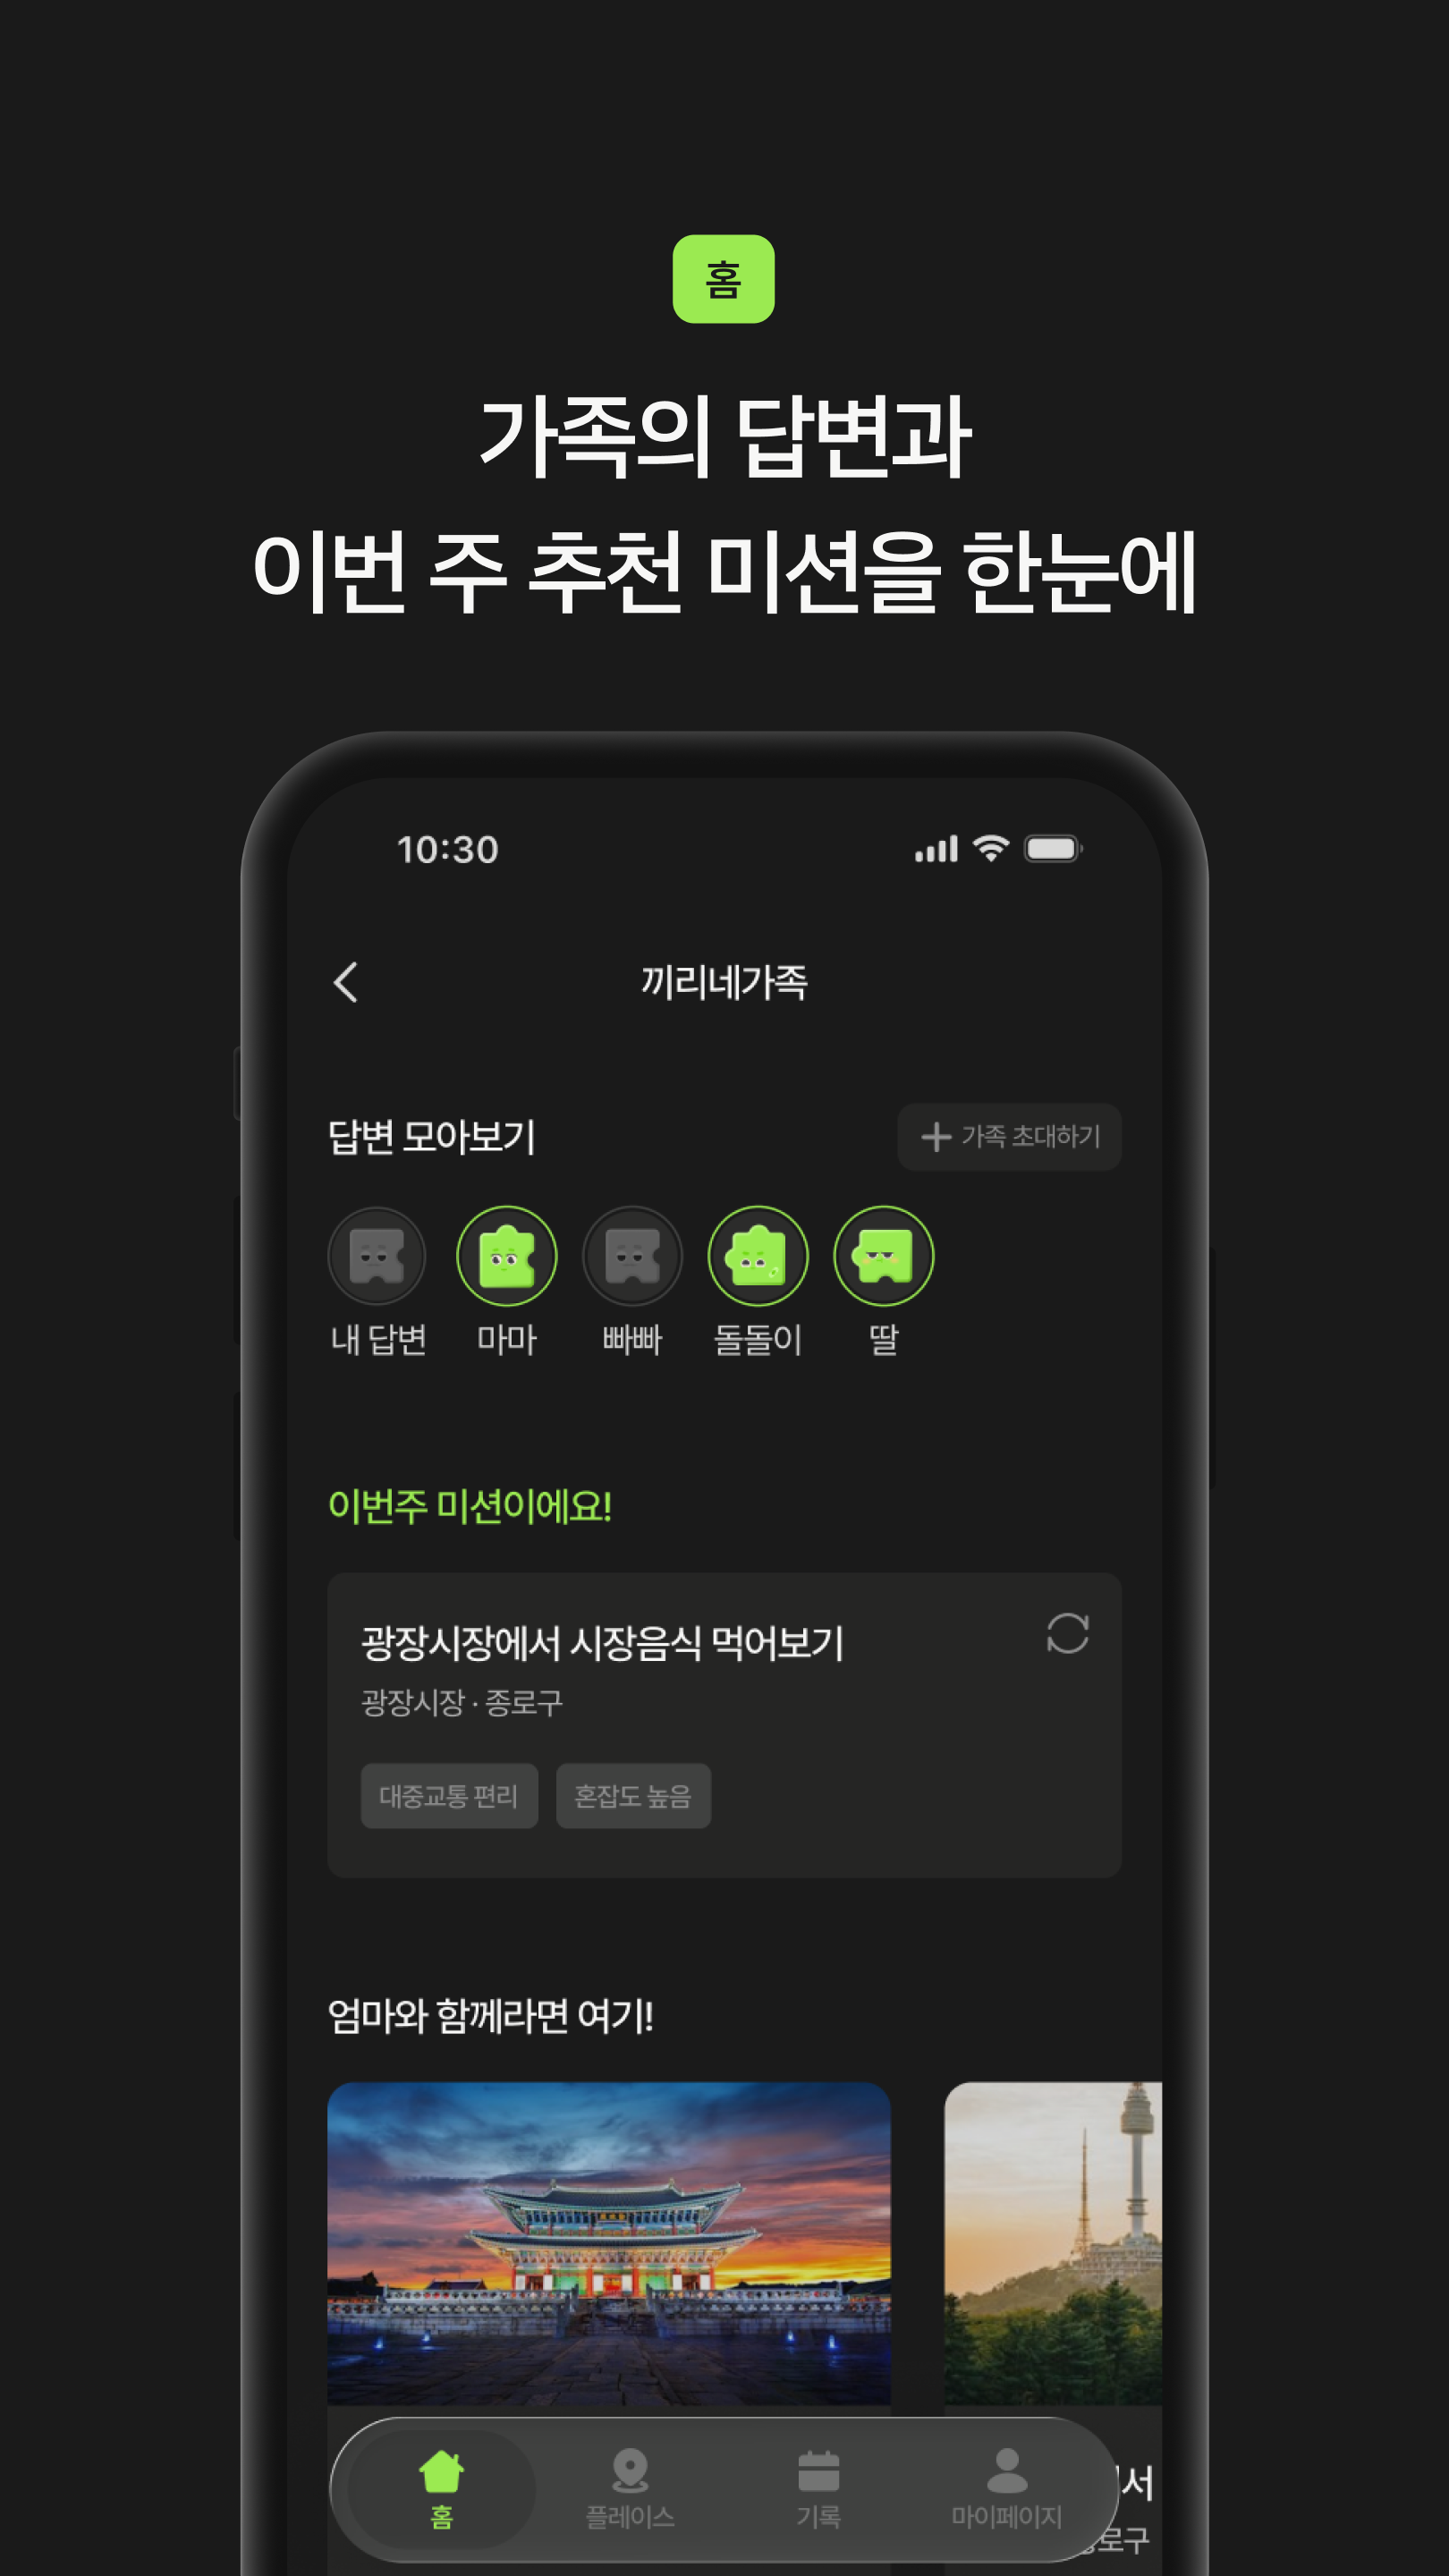 홈
가족의 답변과
이번 주 추천 미션을 한눈에
10:30
끼리네가족
답변 모아보기
가족 초대하기
내 답변 마마 빠빠 돌돌이 딸
이번주 미션이에요!
광장시장에서 시장음식 먹어보기
광장시장 · 종로구
대중교통 편리 혼잡도 높음
엄마와 함께라면 여기!
서
로구
홈 플레이스 기록 마이페이지